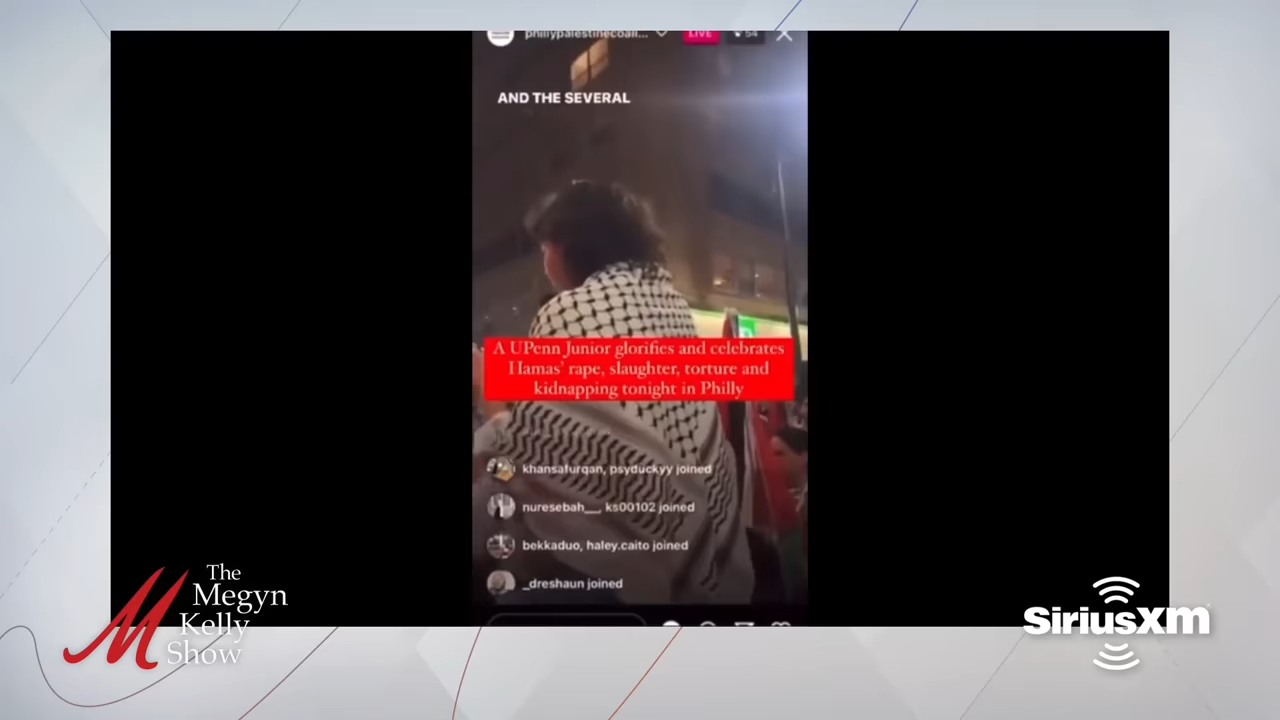 phillypalestinecoali...
LIVE
54
AND THE SEVERAL
A UPenn Junior glorifies and celebrates
Hamas' rape, slaughter, torture and
kidnapping tonight in Philly
khansafurqan, psyduckyy joined
nuresebah__, ks00102 joined
bekkaduo, haley.caito joined
_dreshaun joined
The
Megyn
Kelly
Show
SiriusXM